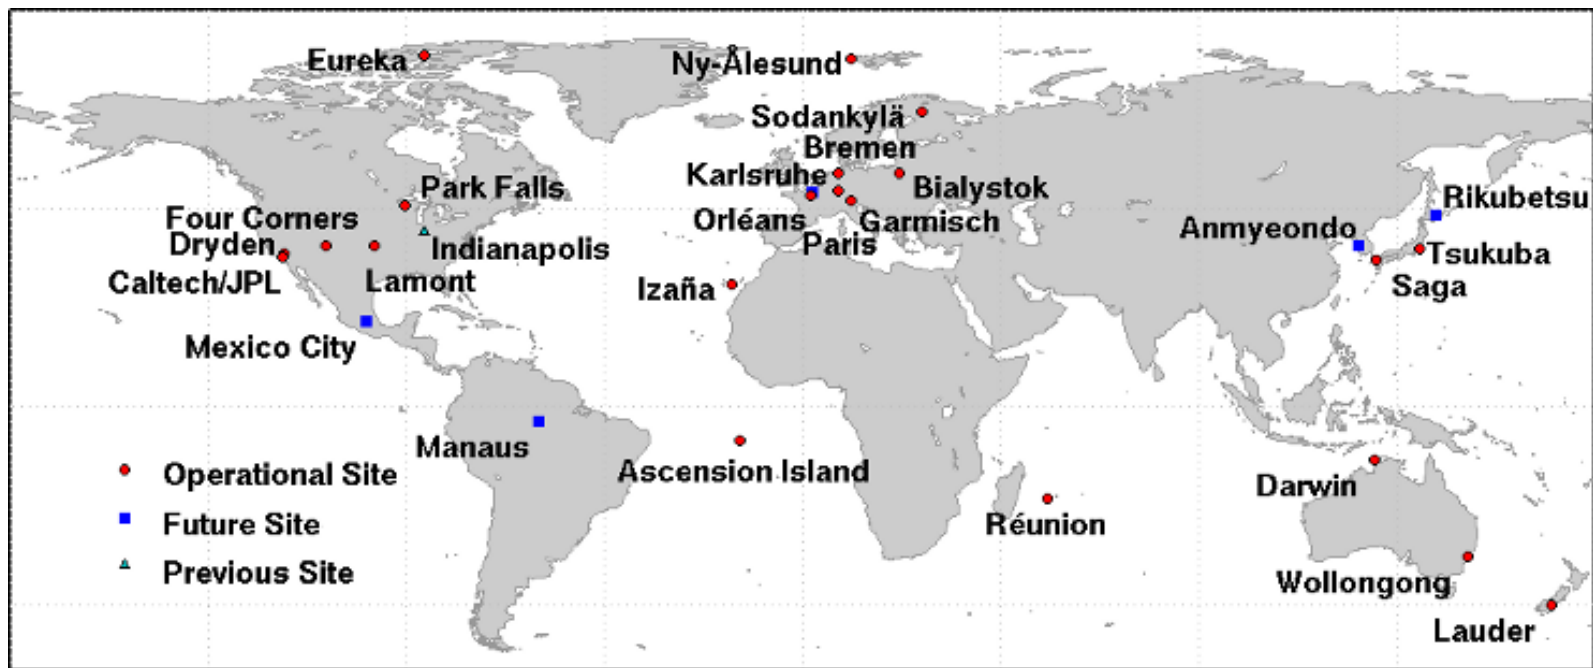 Eureka
Ny-Ålesund
Sodankylä
Bremen
Karlsruhe
Bialystok
Park Falls
Rikubetsu
Four Corners
Orléans
Garmisch
Anmyeondo
Dryden
Indianapolis
Paris
Tsukuba
Caltech/JPL
Lamont
Izaña
Saga
Mexico City
Manaus
Ascension Island
Operational Site
Darwin
Future Site
Réunion
Previous Site
Wollongong
Lauder